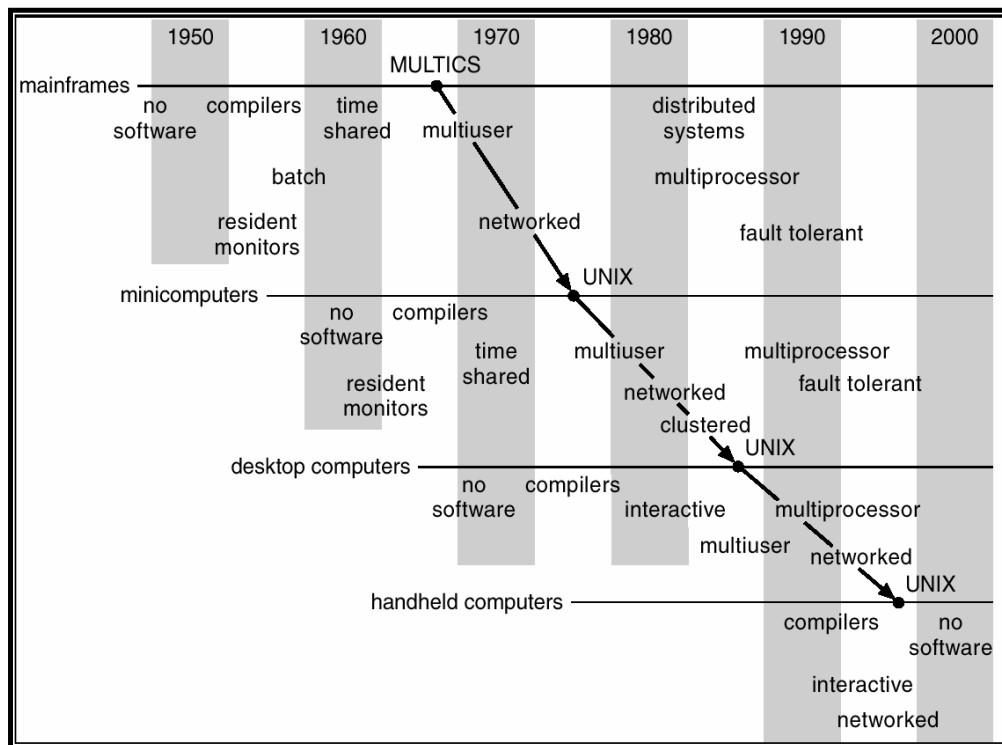 1950 1960 1970 1980 1990 2000
MULTICS
mainframes
no compilers time distributed
software shared multiuser systems
batch multiprocessor
resident networked
monitors fault tolerant
UNIX
minicomputers
no compilers
software
time multiuser multiprocessor
shared
resident networked fault tolerant
monitors
clustered
UNIX
desktop computers
no compilers
software interactive multiprocessor
multiuser
networked
UNIX
handheld computers
compilers no
software
interactive
networked